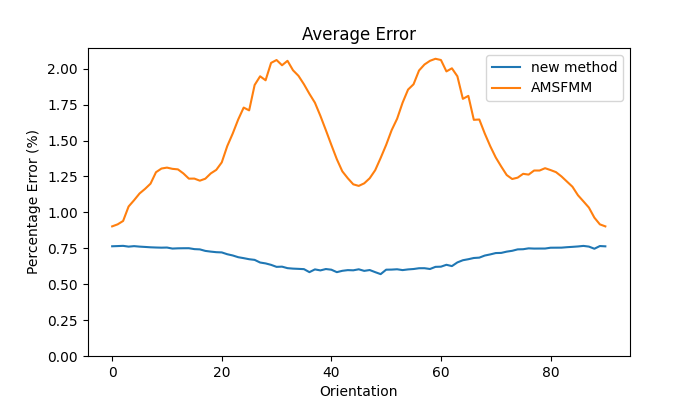 Average Error
new method
AMSFMM
Percentage Error (%)
2.00
1.75
1.50
1.25
1.00
0.75
0.50
0.25
0.00
0 20 40 60 80
Orientation